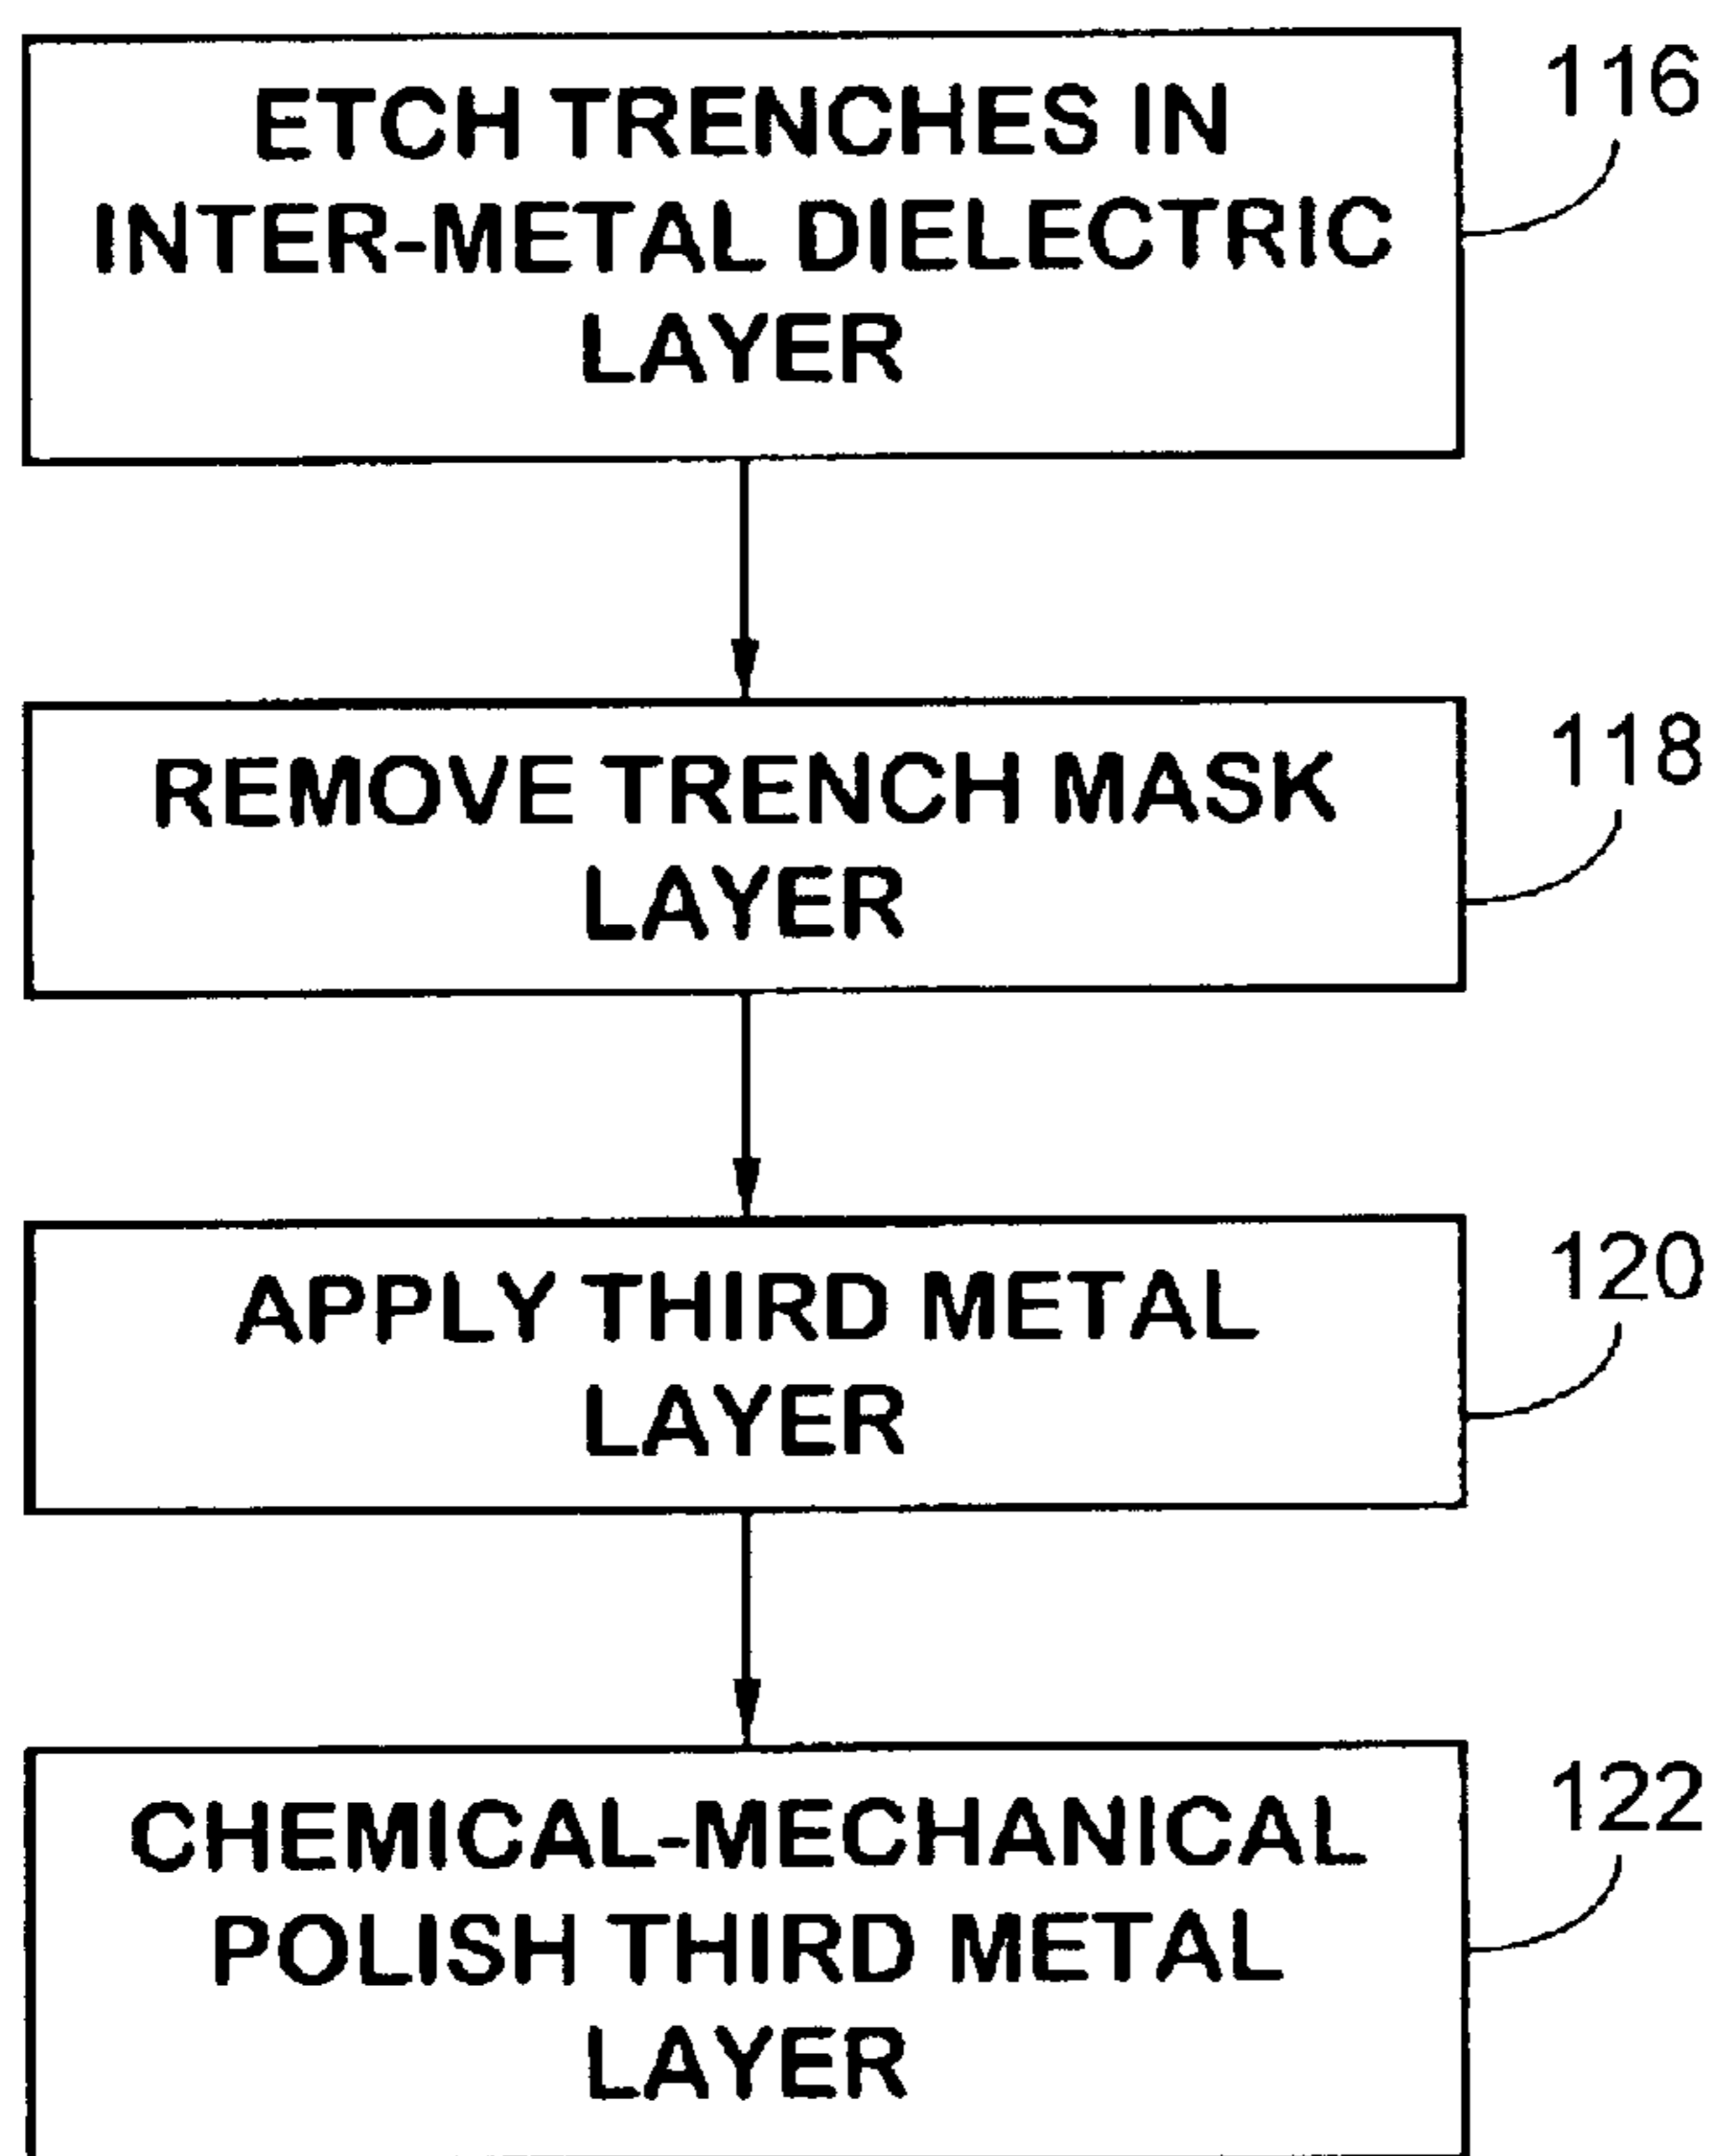 ETCH TRENCHES IN
INTER-METAL DIELECTRIC
LAYER
116
REMOVE TRENCH MASK
LAYER
118
APPLY THIRD METAL
LAYER
120
CHEMICAL-MECHANICAL
POLISH THIRD METAL
LAYER
122